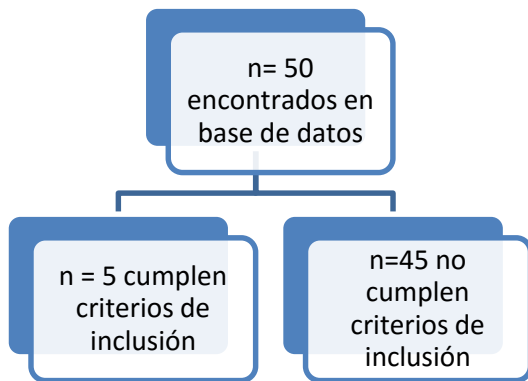 n= 50
encontrados en
base de datos
n = 5 cumplen
criterios de
inclusión
n=45 no
cumplen
criterios de
inclusión